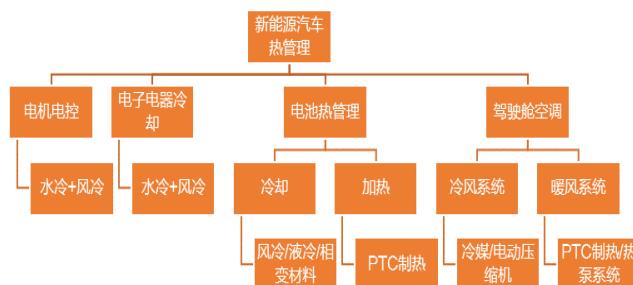 新能源汽车
热管理
电机电控
电子电器冷
却
电池热管理
驾驶舱空调
水冷+风冷
水冷+风冷
冷却
加热
冷风系统
暖风系统
风冷/液冷/相
变材料
PTC制热
冷媒/电动压
缩机
PTC制热/热
泵系统